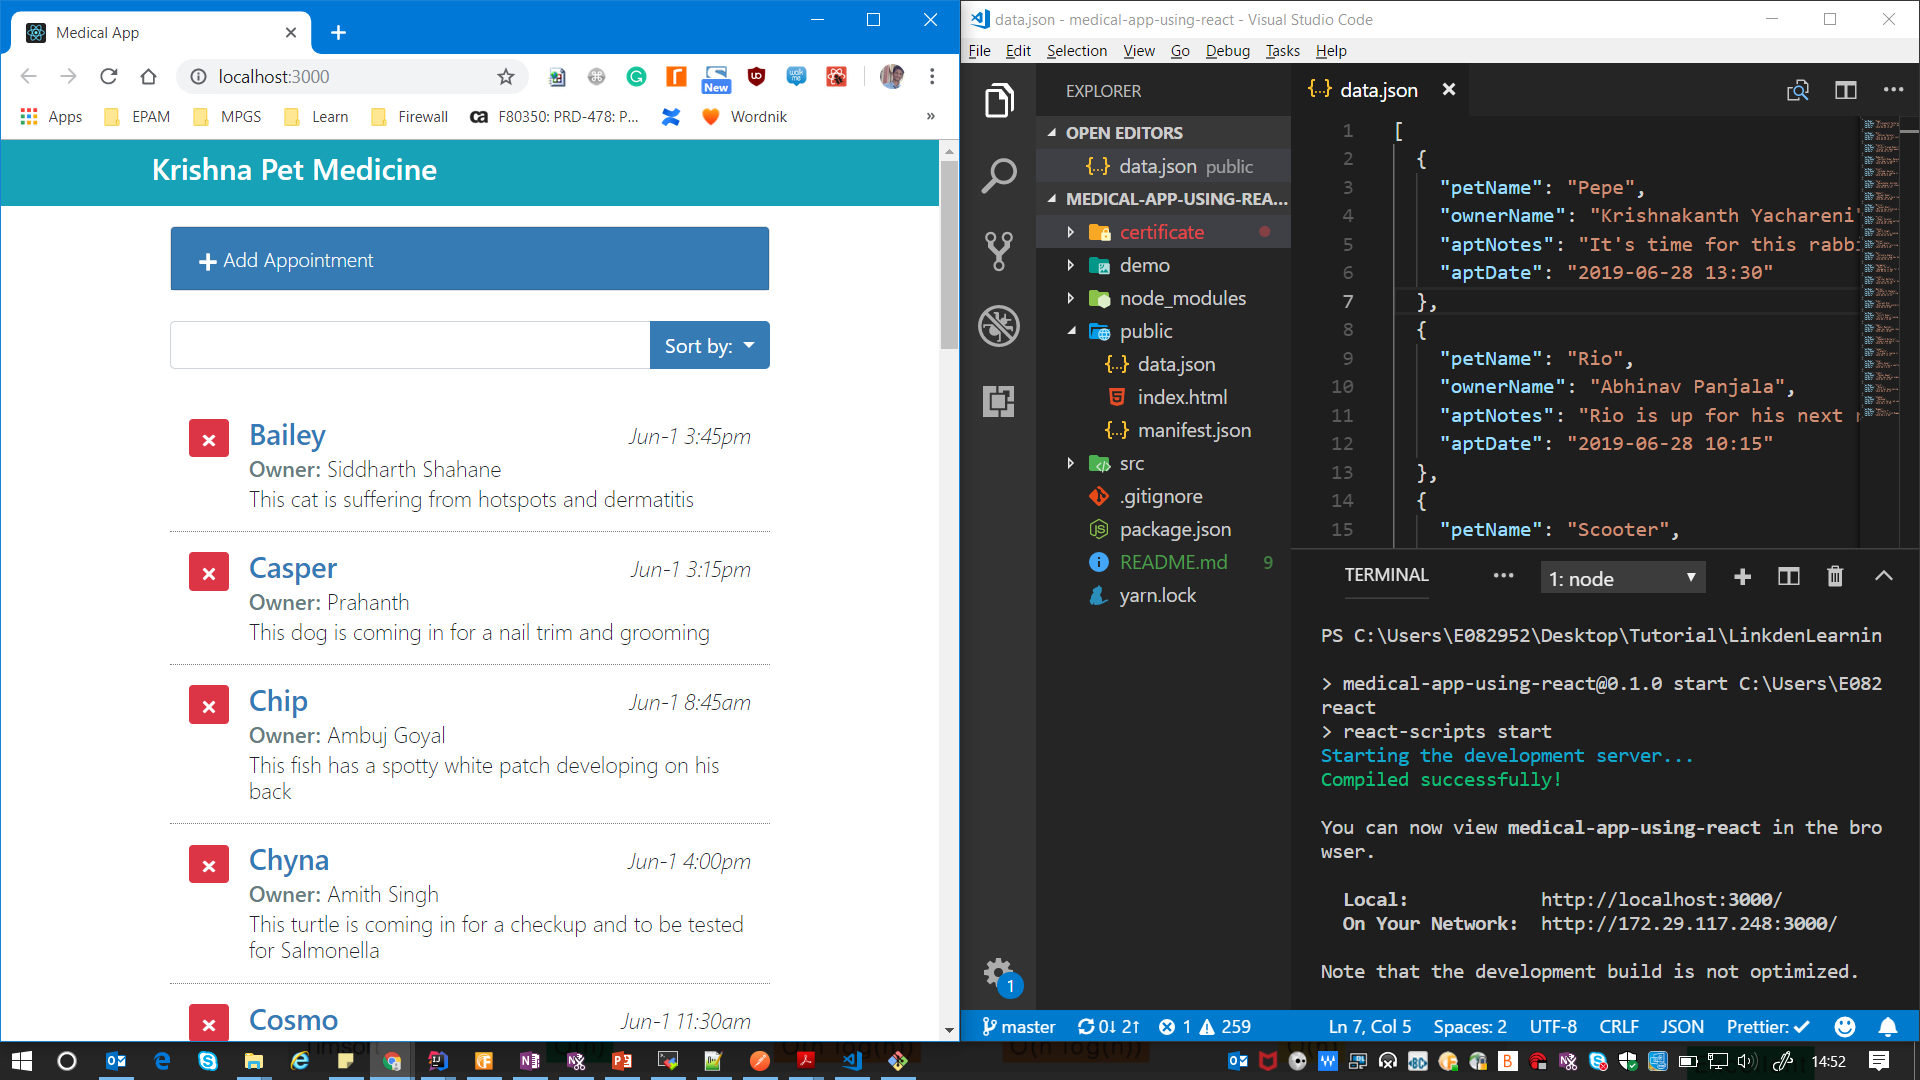 Medical App
localhost:3000
New
Apps
EPAM
MPGS
Learn
Firewall
F80350: PRD-478: P...
Wordnik
»
Krishna Pet Medicine
+ Add Appointment
Sort by:
Bailey
Jun-1 3:45pm
Owner: Siddharth Shahane
This cat is suffering from hotspots and dermatitis
Casper
Jun-1 3:15pm
Owner: Prahanth
This dog is coming in for a nail trim and grooming
Chip
Jun-1 8:45am
Owner: Ambuj Goyal
This fish has a spotty white patch developing on his
back
Chyna
Jun-1 4:00pm
Owner: Amith Singh
This turtle is coming in for a checkup and to be tested
for Salmonella
Cosmo
Jun-1 11:30am
data.json - medical-app-using-react - Visual Studio Code
File Edit Selection View Go Debug Tasks Help
EXPLORER
OPEN EDITORS
{..} data.json public
MEDICAL-APP-USING-REA...
certificate
demo
node_modules
public
{..} data.json
index.html
{..} manifest.json
src
.gitignore
package.json
README.md 9
yarn.lock
1
{..} data.json
1 [
2 {
3 "petName": "Pepe",
4 "ownerName": "Krishnakanth Yachareni"
5 "aptNotes": "It's time for this rabb
6 "aptDate": "2019-06-28 13:30"
7 },
8 {
9 "petName": "Rio",
10 "ownerName": "Abhinav Panjala",
11 "aptNotes": "Rio is up for his next
12 "aptDate": "2019-06-28 10:15"
13 },
14 {
15 "petName": "Scooter",
TERMINAL
1: node
PS C:\Users\E082952\Desktop\Tutorial\LinkdenLearnin
> medical-app-using-react@0.1.0 start C:\Users\E082
react
> react-scripts start
Starting the development server...
Compiled successfully!
You can now view medical-app-using-react in the bro
wser.
Local: http://localhost:3000/
On Your Network: http://172.29.117.248:3000/
Note that the development build is not optimized.
master 0↓ 2↑ 1 259 Ln 7, Col 5 Spaces: 2 UTF-8 CRLF JSON Prettier: ✓
14:52